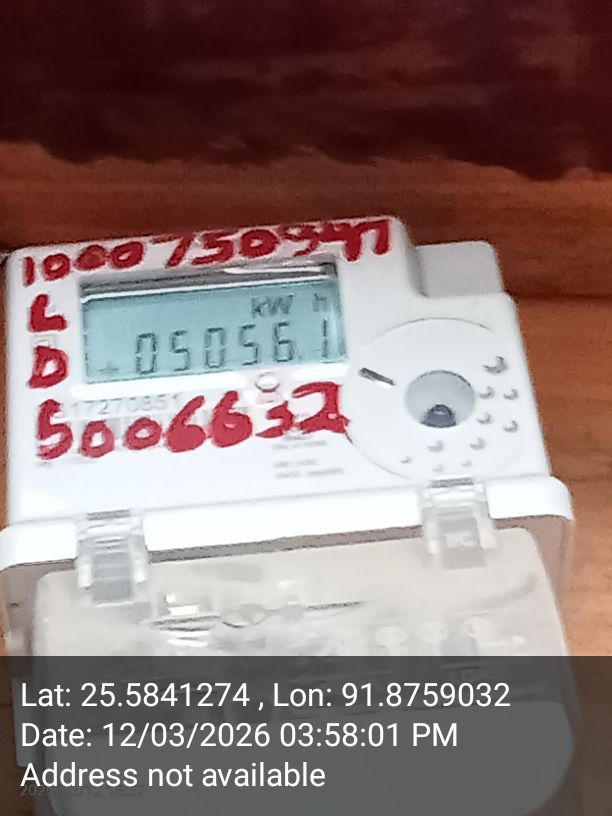 1000750947
L
kW h
D
05056.1
5006632
Lat: 25.5841274 , Lon: 91.8759032
Date: 12/03/2026 03:58:01 PM
Address not available